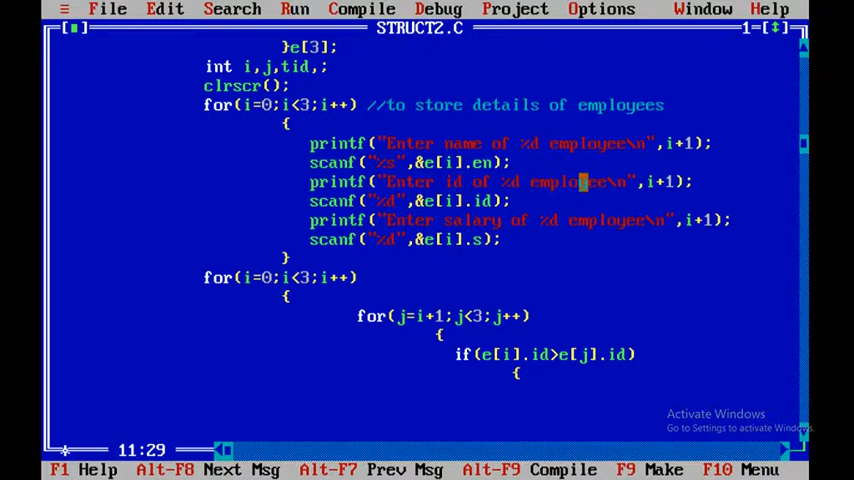 ≡ File Edit Search Run Compile Debug Project Options Window Help
[■] STRUCT2.C 1=[↕]
}e[3];
int i,j,tid,;
clrscr();
for(i=0;i<3;i++) //to store details of employees
{
printf("Enter name of %d employee\n",i+1);
scanf("%s",&e[i].en);
printf("Enter id of %d employee\n",i+1);
scanf("%d",&e[i].id);
printf("Enter salary of %d employee\n",i+1);
scanf("%d",&e[i].s);
}
for(i=0;i<3;i++)
{
for(j=i+1;j<3;j++)
{
if(e[i].id>e[j].id)
{
Activate Windows
Go to Settings to activate Windows.
11:29
F1 Help Alt-F8 Next Msg Alt-F7 Prev Msg Alt-F9 Compile F9 Make F10 Menu